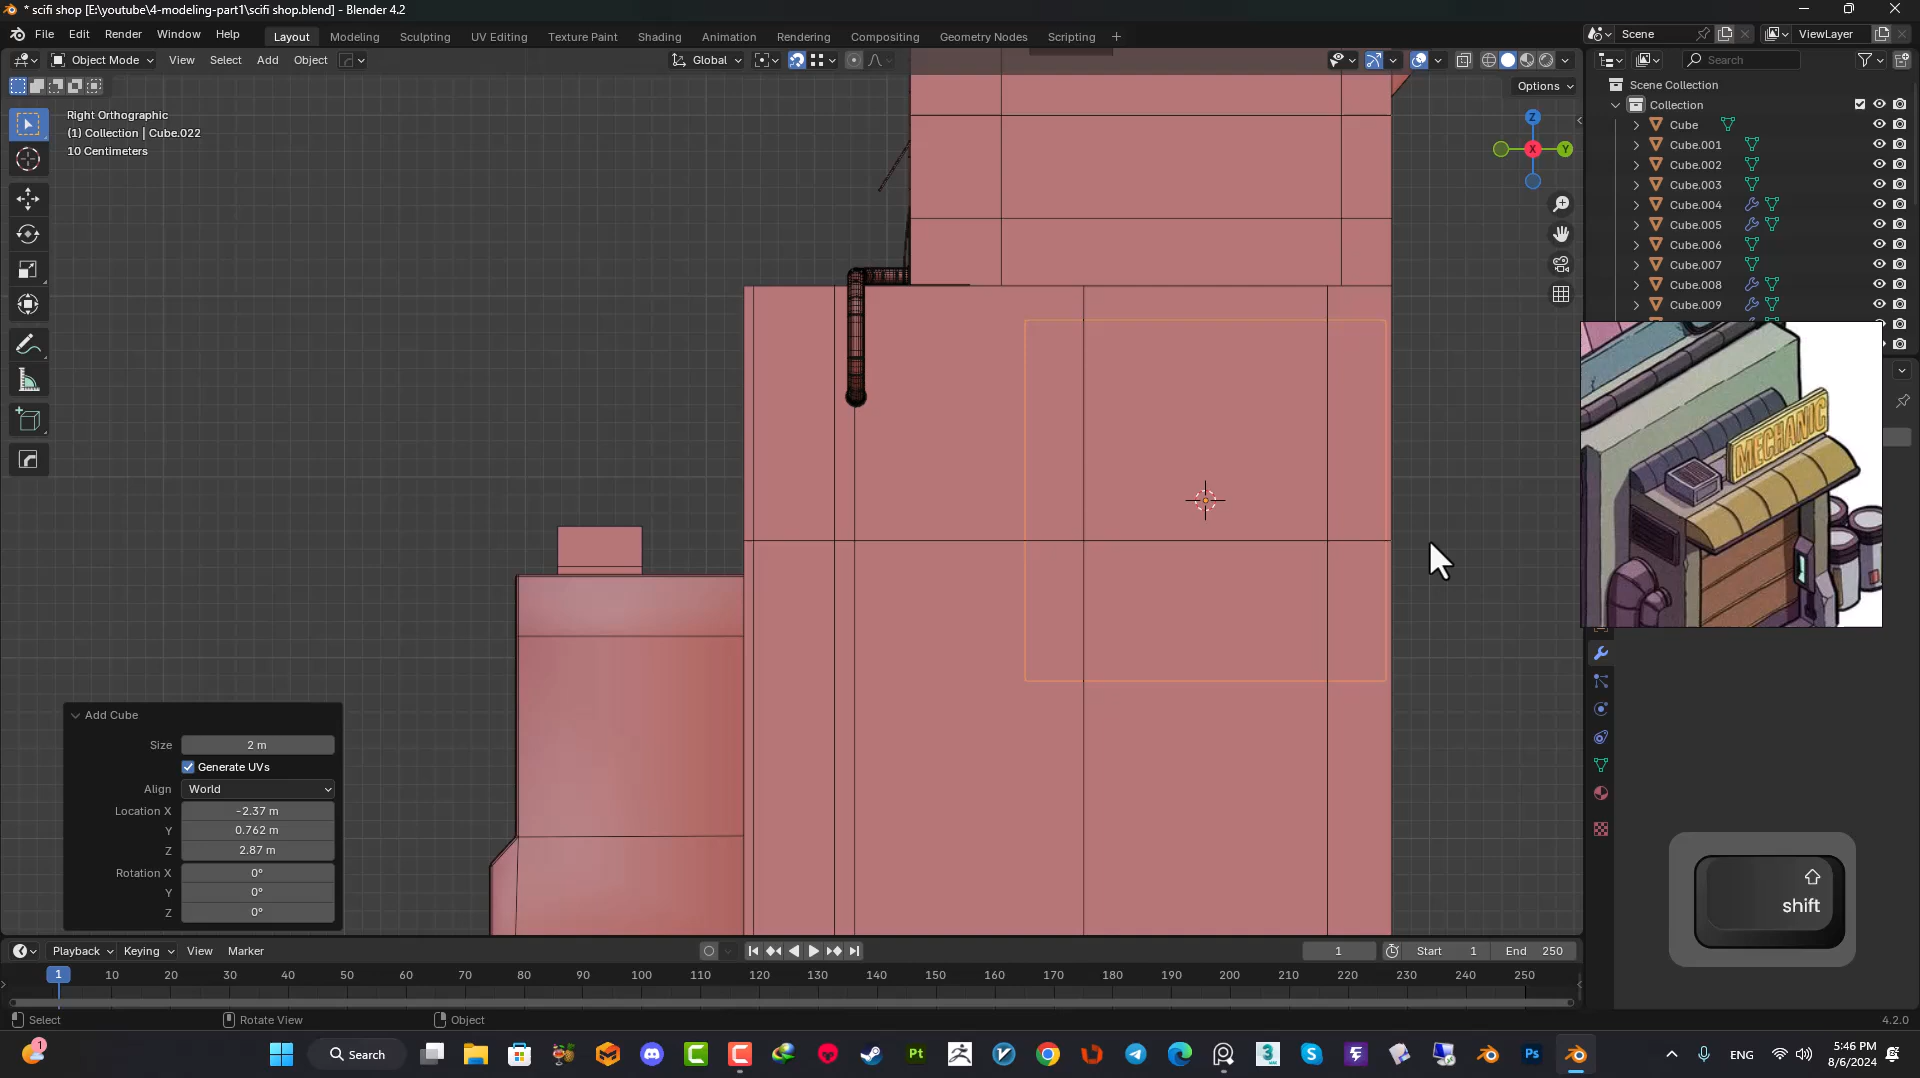 * scifi shop [E:\youtube\4-modeling-part1\scifi shop.blend] - Blender 4.2
File Edit Render Window Help
Layout Modeling Sculpting UV Editing Texture Paint Shading Animation Rendering Compositing Geometry Nodes Scripting +
Scene
ViewLayer
Object Mode View Select Add Object
Global
Search
Options
Scene Collection
Collection
Cube
Cube.001
Cube.002
Cube.003
Cube.004
Cube.005
Cube.006
Cube.007
Cube.008
Cube.009
Right Orthographic
(1) Collection | Cube.022
10 Centimeters
Z
X
Y
MECHANIC
Add Cube
Size 2 m
Generate UVs
Align World
Location X -2.37 m
Y 0.762 m
Z 2.87 m
Rotation X 0°
Y 0°
Z 0°
shift
Playback Keying View Marker
1 Start 1 End 250
1 10 20 30 40 50 60 70 80 90 100 110 120 130 140 150 160 170 180 190 200 210 220 230 240 250
Select Rotate View Object
4.2.0
1
Search
Pt
3
Ps
ENG
5:46 PM
8/6/2024